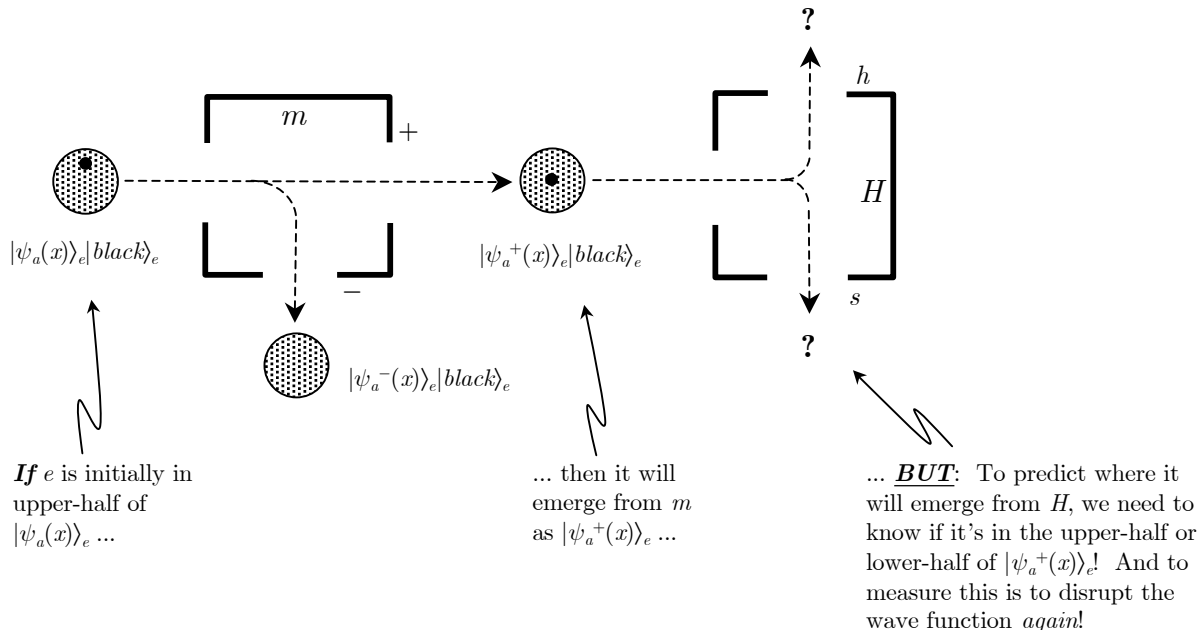 ?
h
m
+
H
|ψₐ(x)⟩ₑ|black⟩ₑ
|ψₐ⁺(x)⟩ₑ|black⟩ₑ
−
s
?
|ψₐ⁻(x)⟩ₑ|black⟩ₑ
If e is initially in
upper-half of
|ψₐ(x)⟩ₑ ...
... then it will
emerge from m
as |ψₐ⁺(x)⟩ₑ ...
... BUT: To predict where it
will emerge from H, we need to
know if it's in the upper-half or
lower-half of |ψₐ⁺(x)⟩ₑ! And to
measure this is to disrupt the
wave function again!